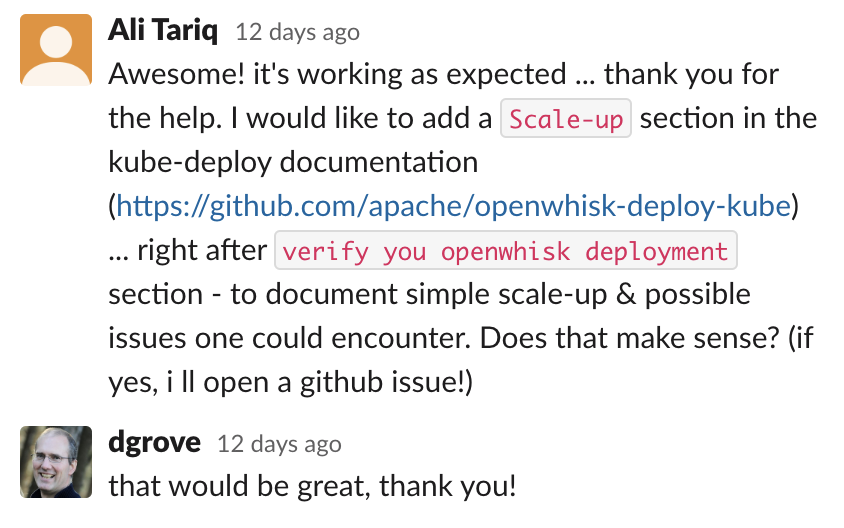 Ali Tariq 12 days ago
Awesome! it's working as expected ... thank you for
the help. I would like to add a Scale-up section in the
kube-deploy documentation
(https://github.com/apache/openwhisk-deploy-kube)
... right after verify you openwhisk deployment
section - to document simple scale-up & possible
issues one could encounter. Does that make sense? (if
yes, i ll open a github issue!)
dgrove 12 days ago
that would be great, thank you!